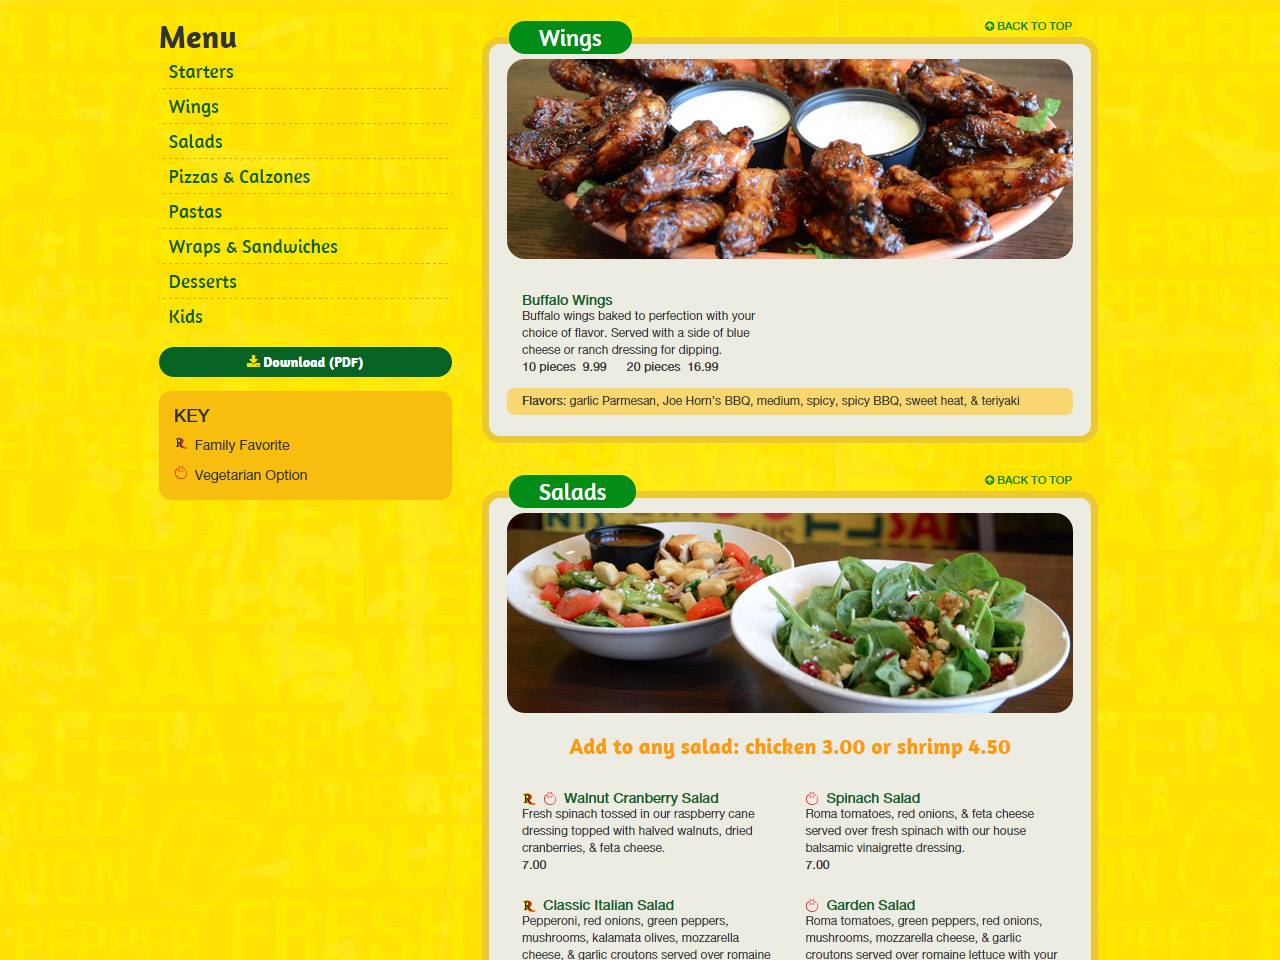 Menu
Starters
Wings
Salads
Pizzas & Calzones
Pastas
Wraps & Sandwiches
Desserts
Kids
Download (PDF)
KEY
Family Favorite
Vegetarian Option
BACK TO TOP
Wings
Buffalo Wings
Buffalo wings baked to perfection with your
choice of flavor. Served with a side of blue
cheese or ranch dressing for dipping.
10 pieces 9.99 20 pieces 16.99
Flavors: garlic Parmesan, Joe Horn's BBQ, medium, spicy, spicy BBQ, sweet heat, & teriyaki
BACK TO TOP
Salads
Add to any salad: chicken 3.00 or shrimp 4.50
Walnut Cranberry Salad
Fresh spinach tossed in our raspberry cane
dressing topped with halved walnuts, dried
cranberries, & feta cheese.
7.00
Spinach Salad
Roma tomatoes, red onions, & feta cheese
served over fresh spinach with our house
balsamic vinaigrette dressing.
7.00
Classic Italian Salad
Pepperoni, red onions, green peppers,
mushrooms, kalamata olives, mozzarella
cheese, & garlic croutons served over romaine
Garden Salad
Roma tomatoes, green peppers, red onions,
mushrooms, mozzarella cheese, & garlic
croutons served over romaine lettuce with your